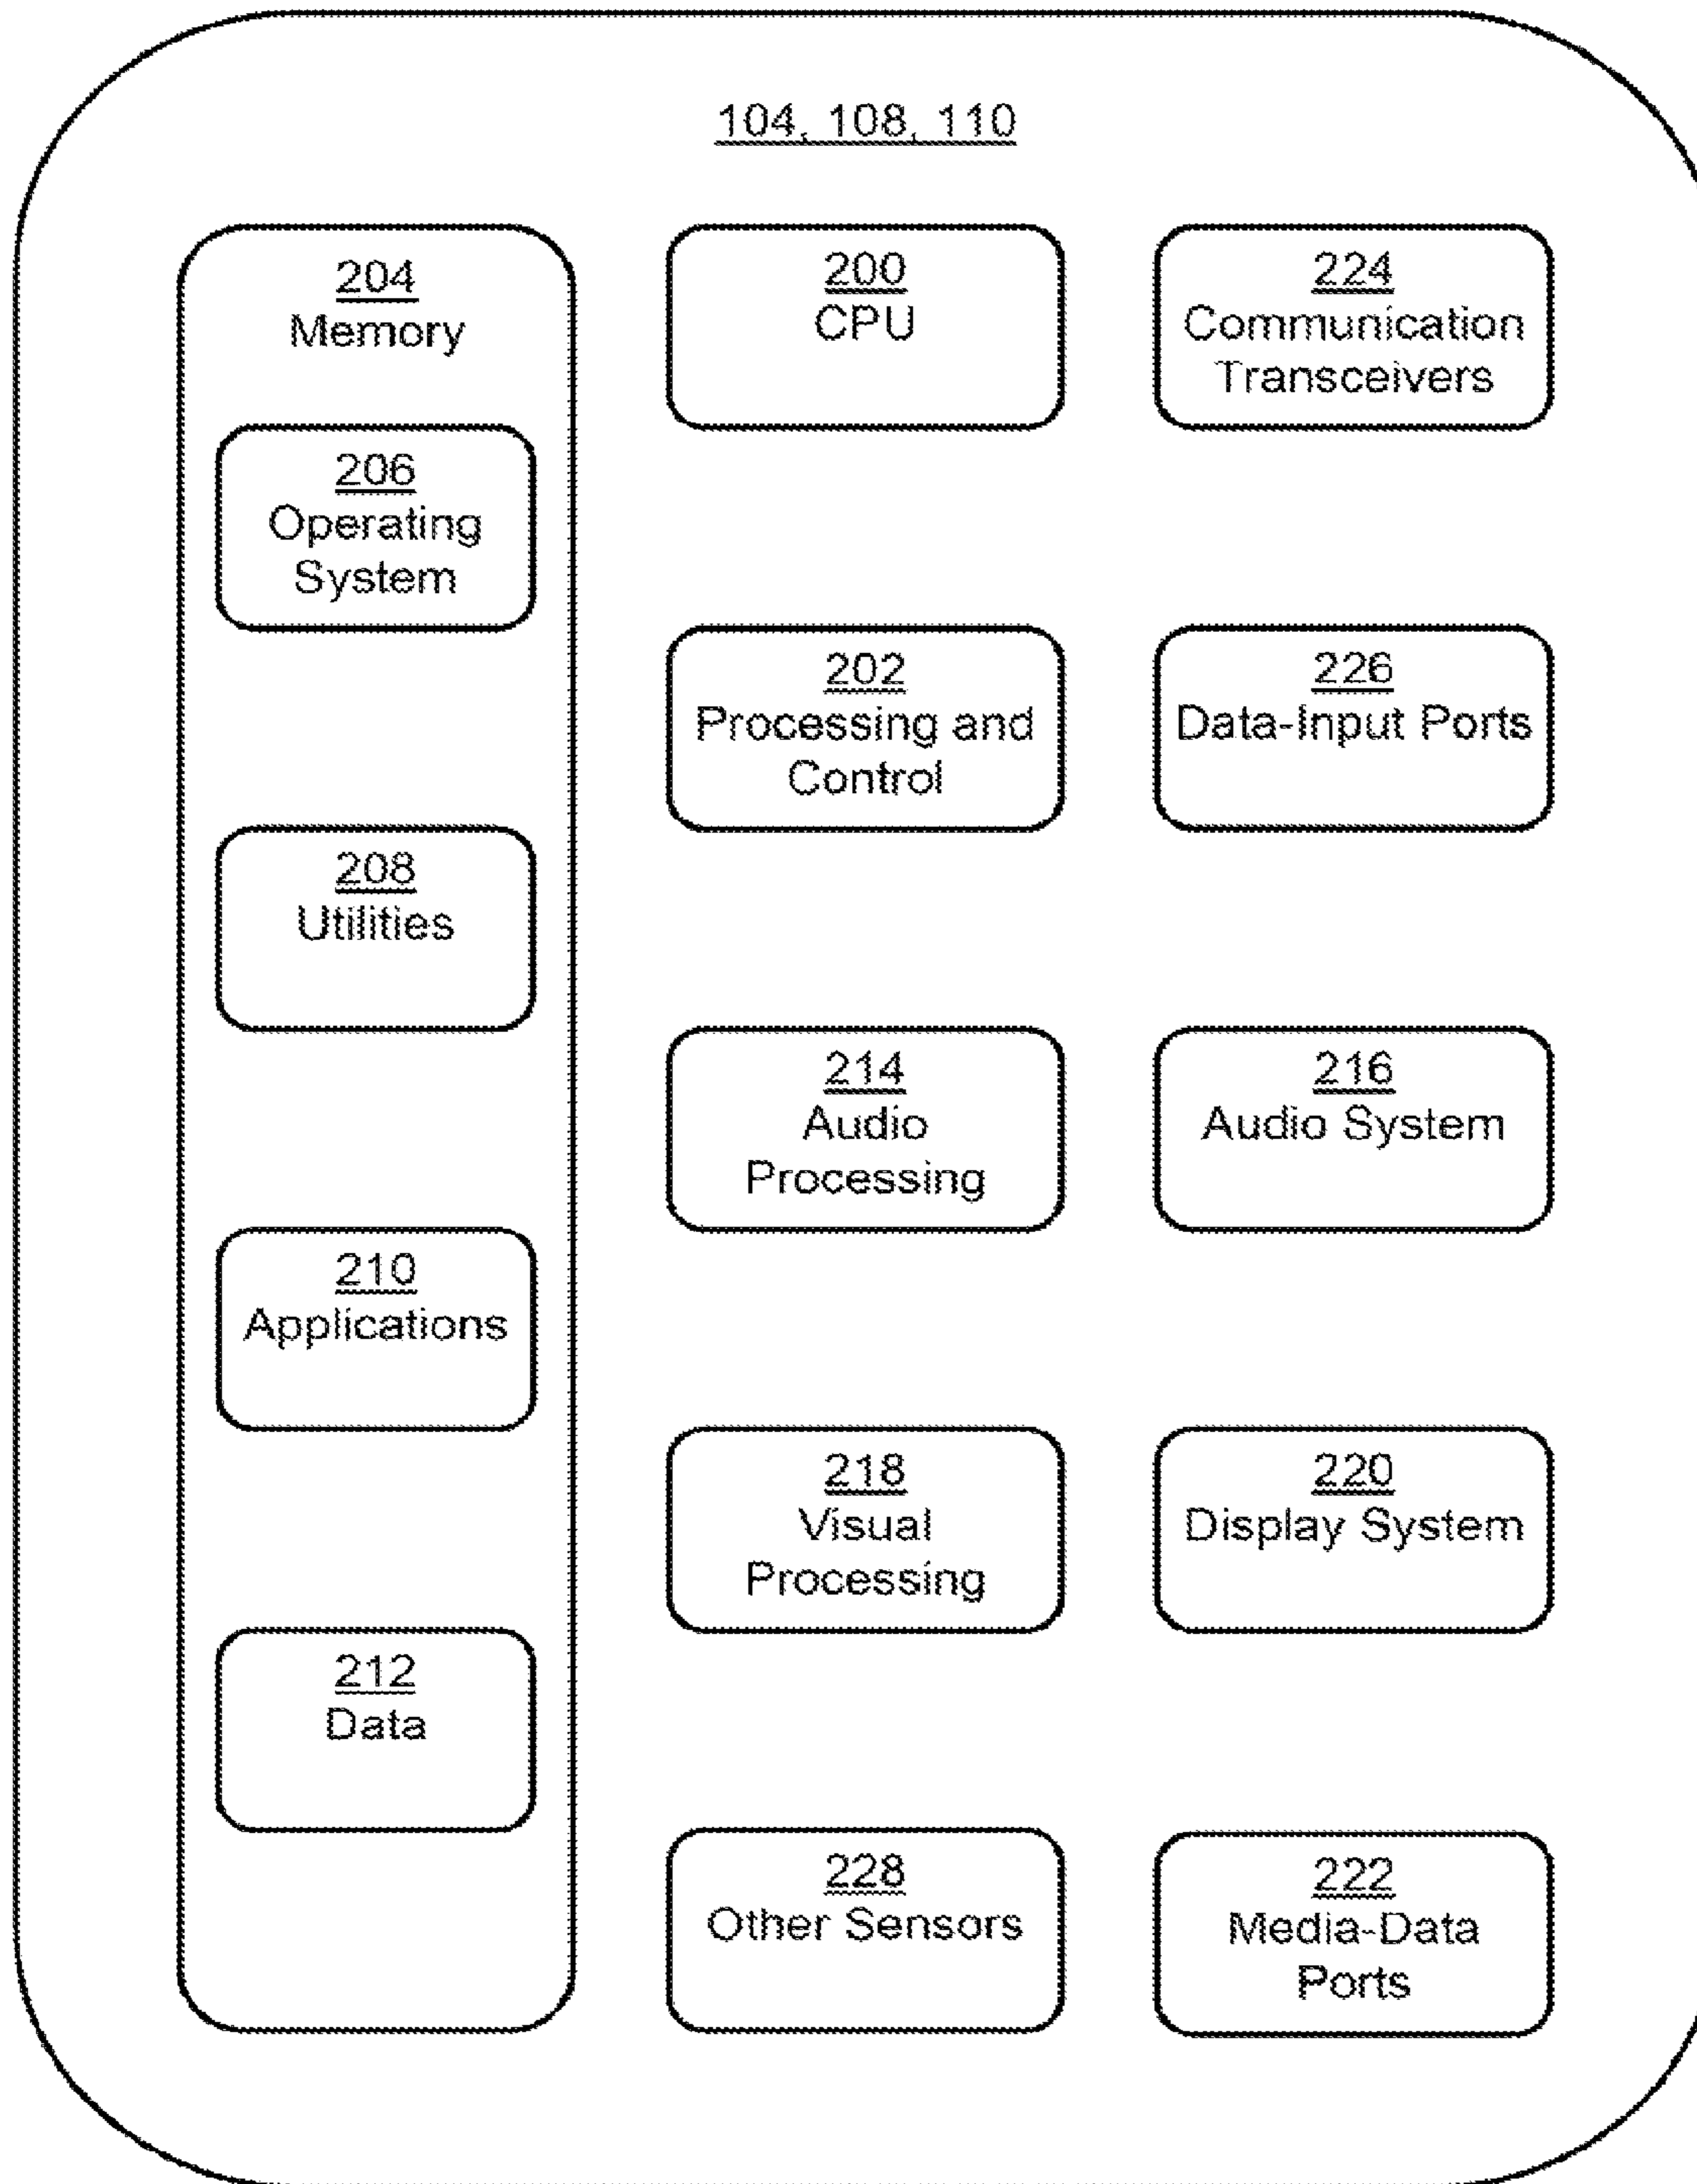 104, 108, 110
204
Memory
206
Operating
System
208
Utilities
210
Applications
212
Data
200
CPU
202
Processing and
Control
214
Audio
Processing
218
Visual
Processing
228
Other Sensors
224
Communication
Transceivers
226
Data-Input Ports
216
Audio System
220
Display System
222
Media-Data
Ports